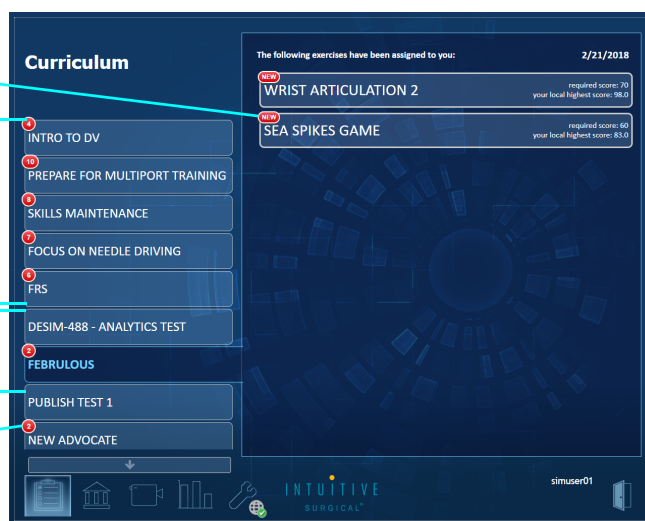 Curriculum
4
INTRO TO DV
10
PREPARE FOR MULTIPORT TRAINING
8
SKILLS MAINTENANCE
7
FOCUS ON NEEDLE DRIVING
6
FRS
DESIM-488 - ANALYTICS TEST
2
FEBRULOUS
PUBLISH TEST 1
2
NEW ADVOCATE
The following exercises have been assigned to you:
2/21/2018
NEW
WRIST ARTICULATION 2
required score: 70
your local highest score: 98.0
NEW
SEA SPIKES GAME
required score: 60
your local highest score: 83.0
INTUITIVE
SURGICAL®
simuser01